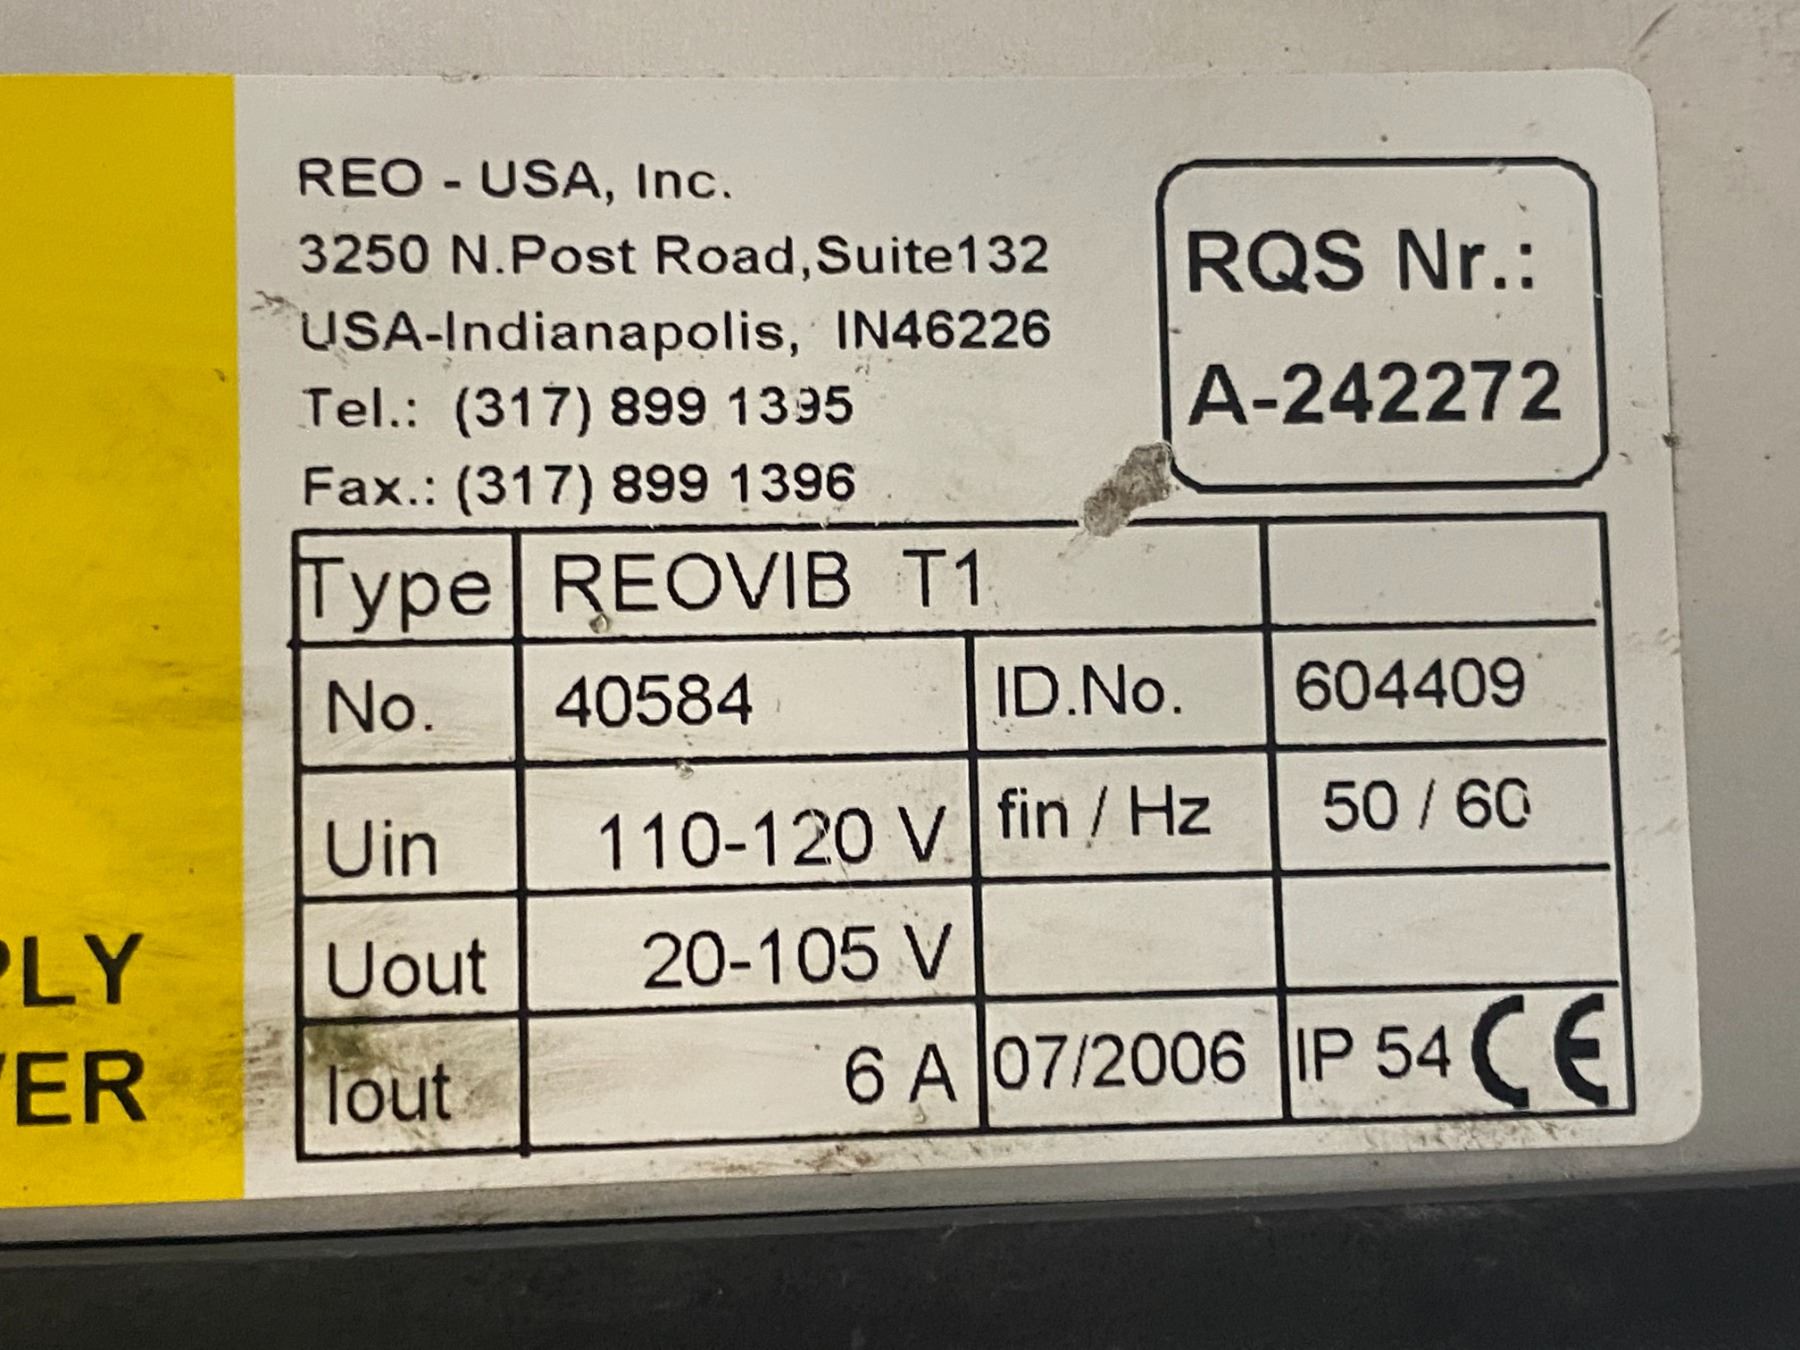 REO - USA, Inc.
3250 N.Post Road,Suite132
USA-Indianapolis, IN46226
Tel.: (317) 899 1395
Fax.: (317) 899 1396
RQS Nr.:
A-242272
Type REOVIB T1
No. 40584 ID.No. 604409
Uin 110-120 V fin / Hz 50 / 60
Uout 20-105 V
Iout 6 A 07/2006 IP 54 CE
PLY
ER